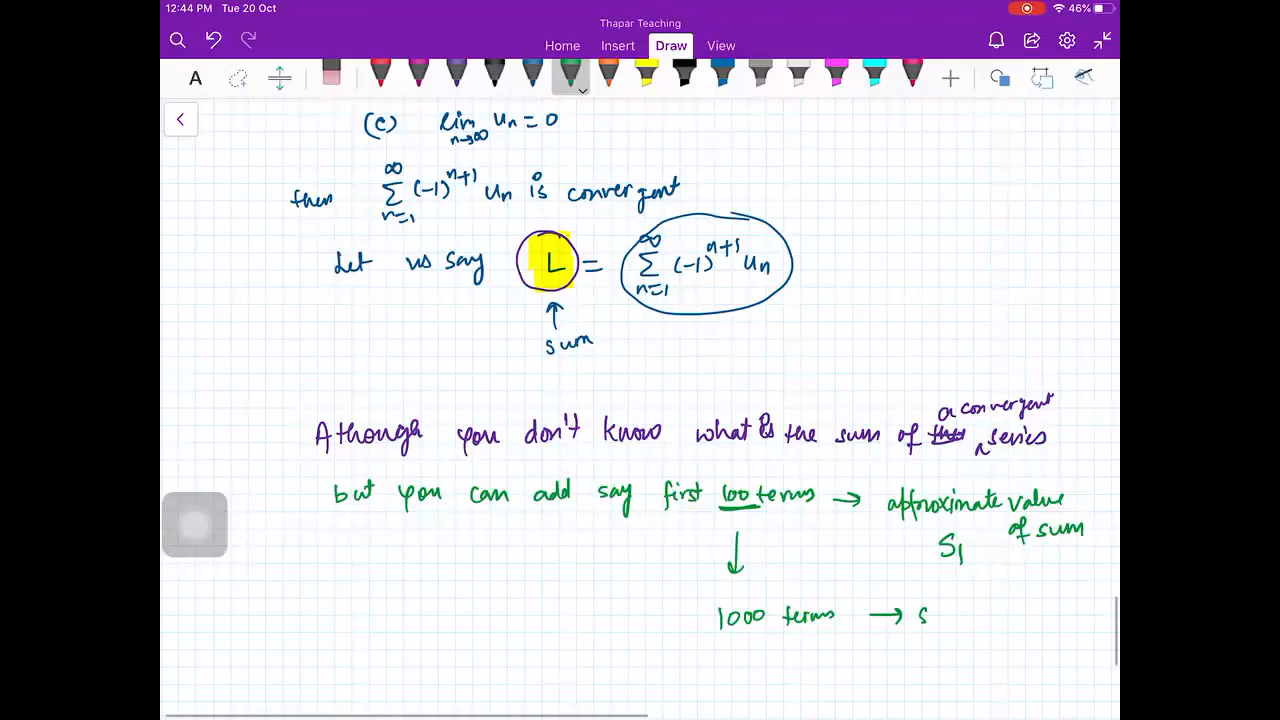 12:44 PM Tue 20 Oct
46%
Thapar Teaching
Home Insert Draw View
A
(c) lim n→∞ un = 0
then ∞ Σ n=1 (-1)^n+1 un is convergent
Let us say L = ∞ Σ n=1 (-1)^n+1 un
↑
sum
a convergent
Athough you don't know what is the sum of series
but you can add say first 100 terms → approximate value
of sum
S1
↓
1000 terms → s